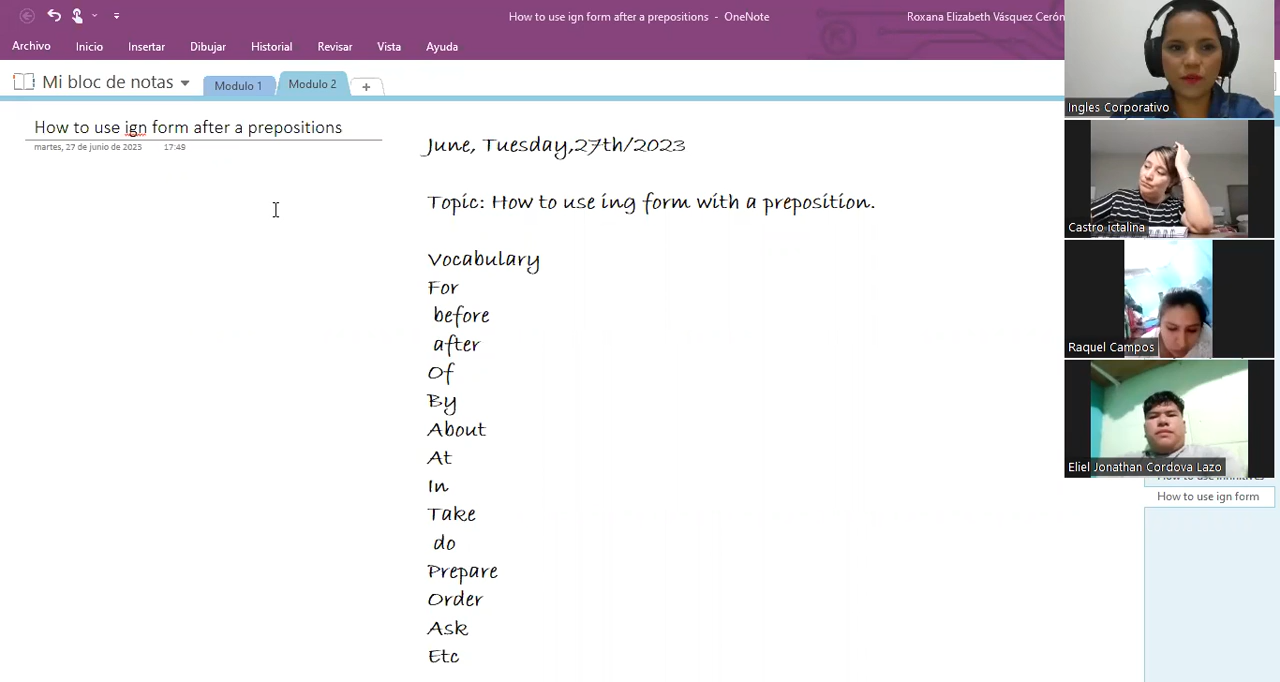 How to use ign form after a prepositions - OneNote
Roxana Elizabeth Vásquez Cerón
Archivo Inicio Insertar Dibujar Historial Revisar Vista Ayuda
Mi bloc de notas Modulo 1 Modulo 2 +
How to use ign form after a prepositions
martes, 27 de junio de 2023 17:49
June, Tuesday,27th/2023
Topic: How to use ing form with a preposition.
Vocabulary
For
before
after
Of
By
About
At
In
Take
do
Prepare
Order
Ask
Etc
Ingles Corporativo
Castro ictalina
Raquel Campos
Eliel Jonathan Cordova Lazo
How to use ign form